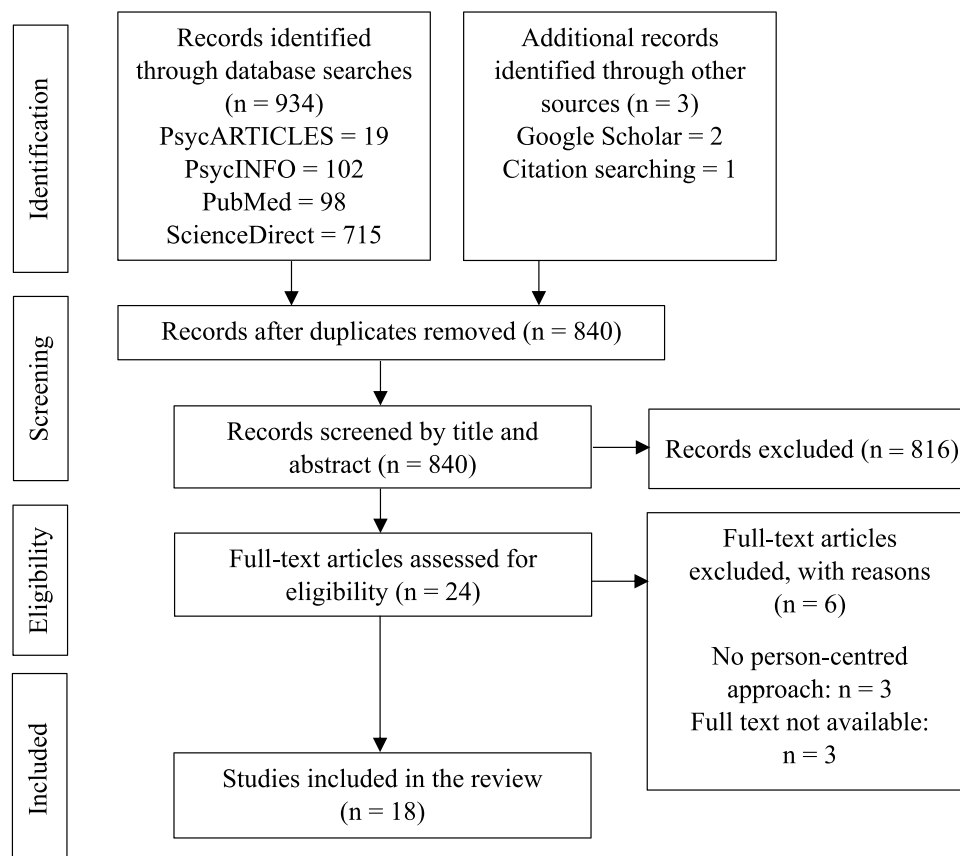 Identification
Records identified
through database searches
(n = 934)
PsycARTICLES = 19
PsycINFO = 102
PubMed = 98
ScienceDirect = 715
Additional records
identified through other
sources (n = 3)
Google Scholar = 2
Citation searching = 1
Screening
Records after duplicates removed (n = 840)
Records screened by title and
abstract (n = 840)
Records excluded (n = 816)
Eligibility
Full-text articles assessed for
eligibility (n = 24)
Full-text articles
excluded, with reasons
(n = 6)
No person-centred
approach: n = 3
Full text not available:
n = 3
Included
Studies included in the review
(n = 18)